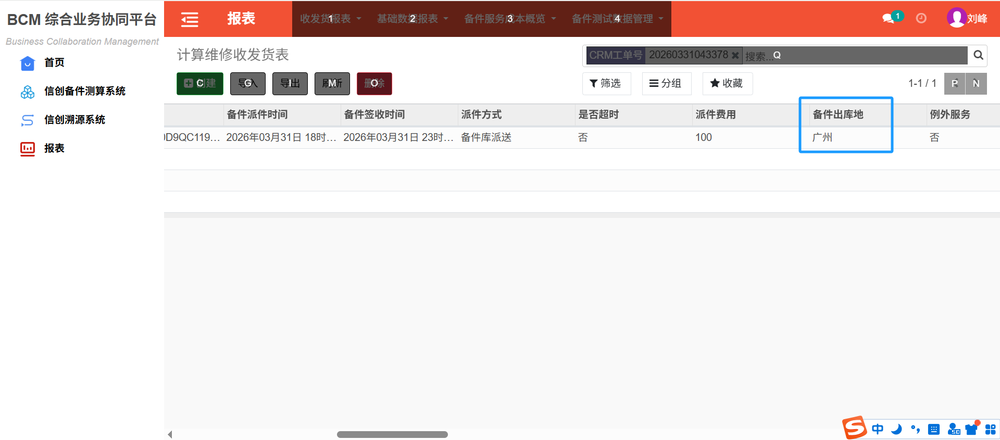 BCM 综合业务协同平台
Business Collaboration Management
首页
信创备件测算系统
信创溯源系统
报表
报表
收发货报表 1
基础数据报表 2
备件服务成本概览 3
备件测试数据管理 4
1
刘峰
计算维修收发货表
CRM工单号 20260331043378 搜索... Q
创建 C
导入 G
导出 I
刷新 M
删除 O
筛选
分组
收藏
1-1 / 1
P
N
备件派件时间 备件签收时间 派件方式 是否超时 派件费用 备件出库地 例外服务
D9QC119... 2026年03月31日 18时... 2026年03月31日 23时... 备件库派送 否 100 广州 否
S 中 50